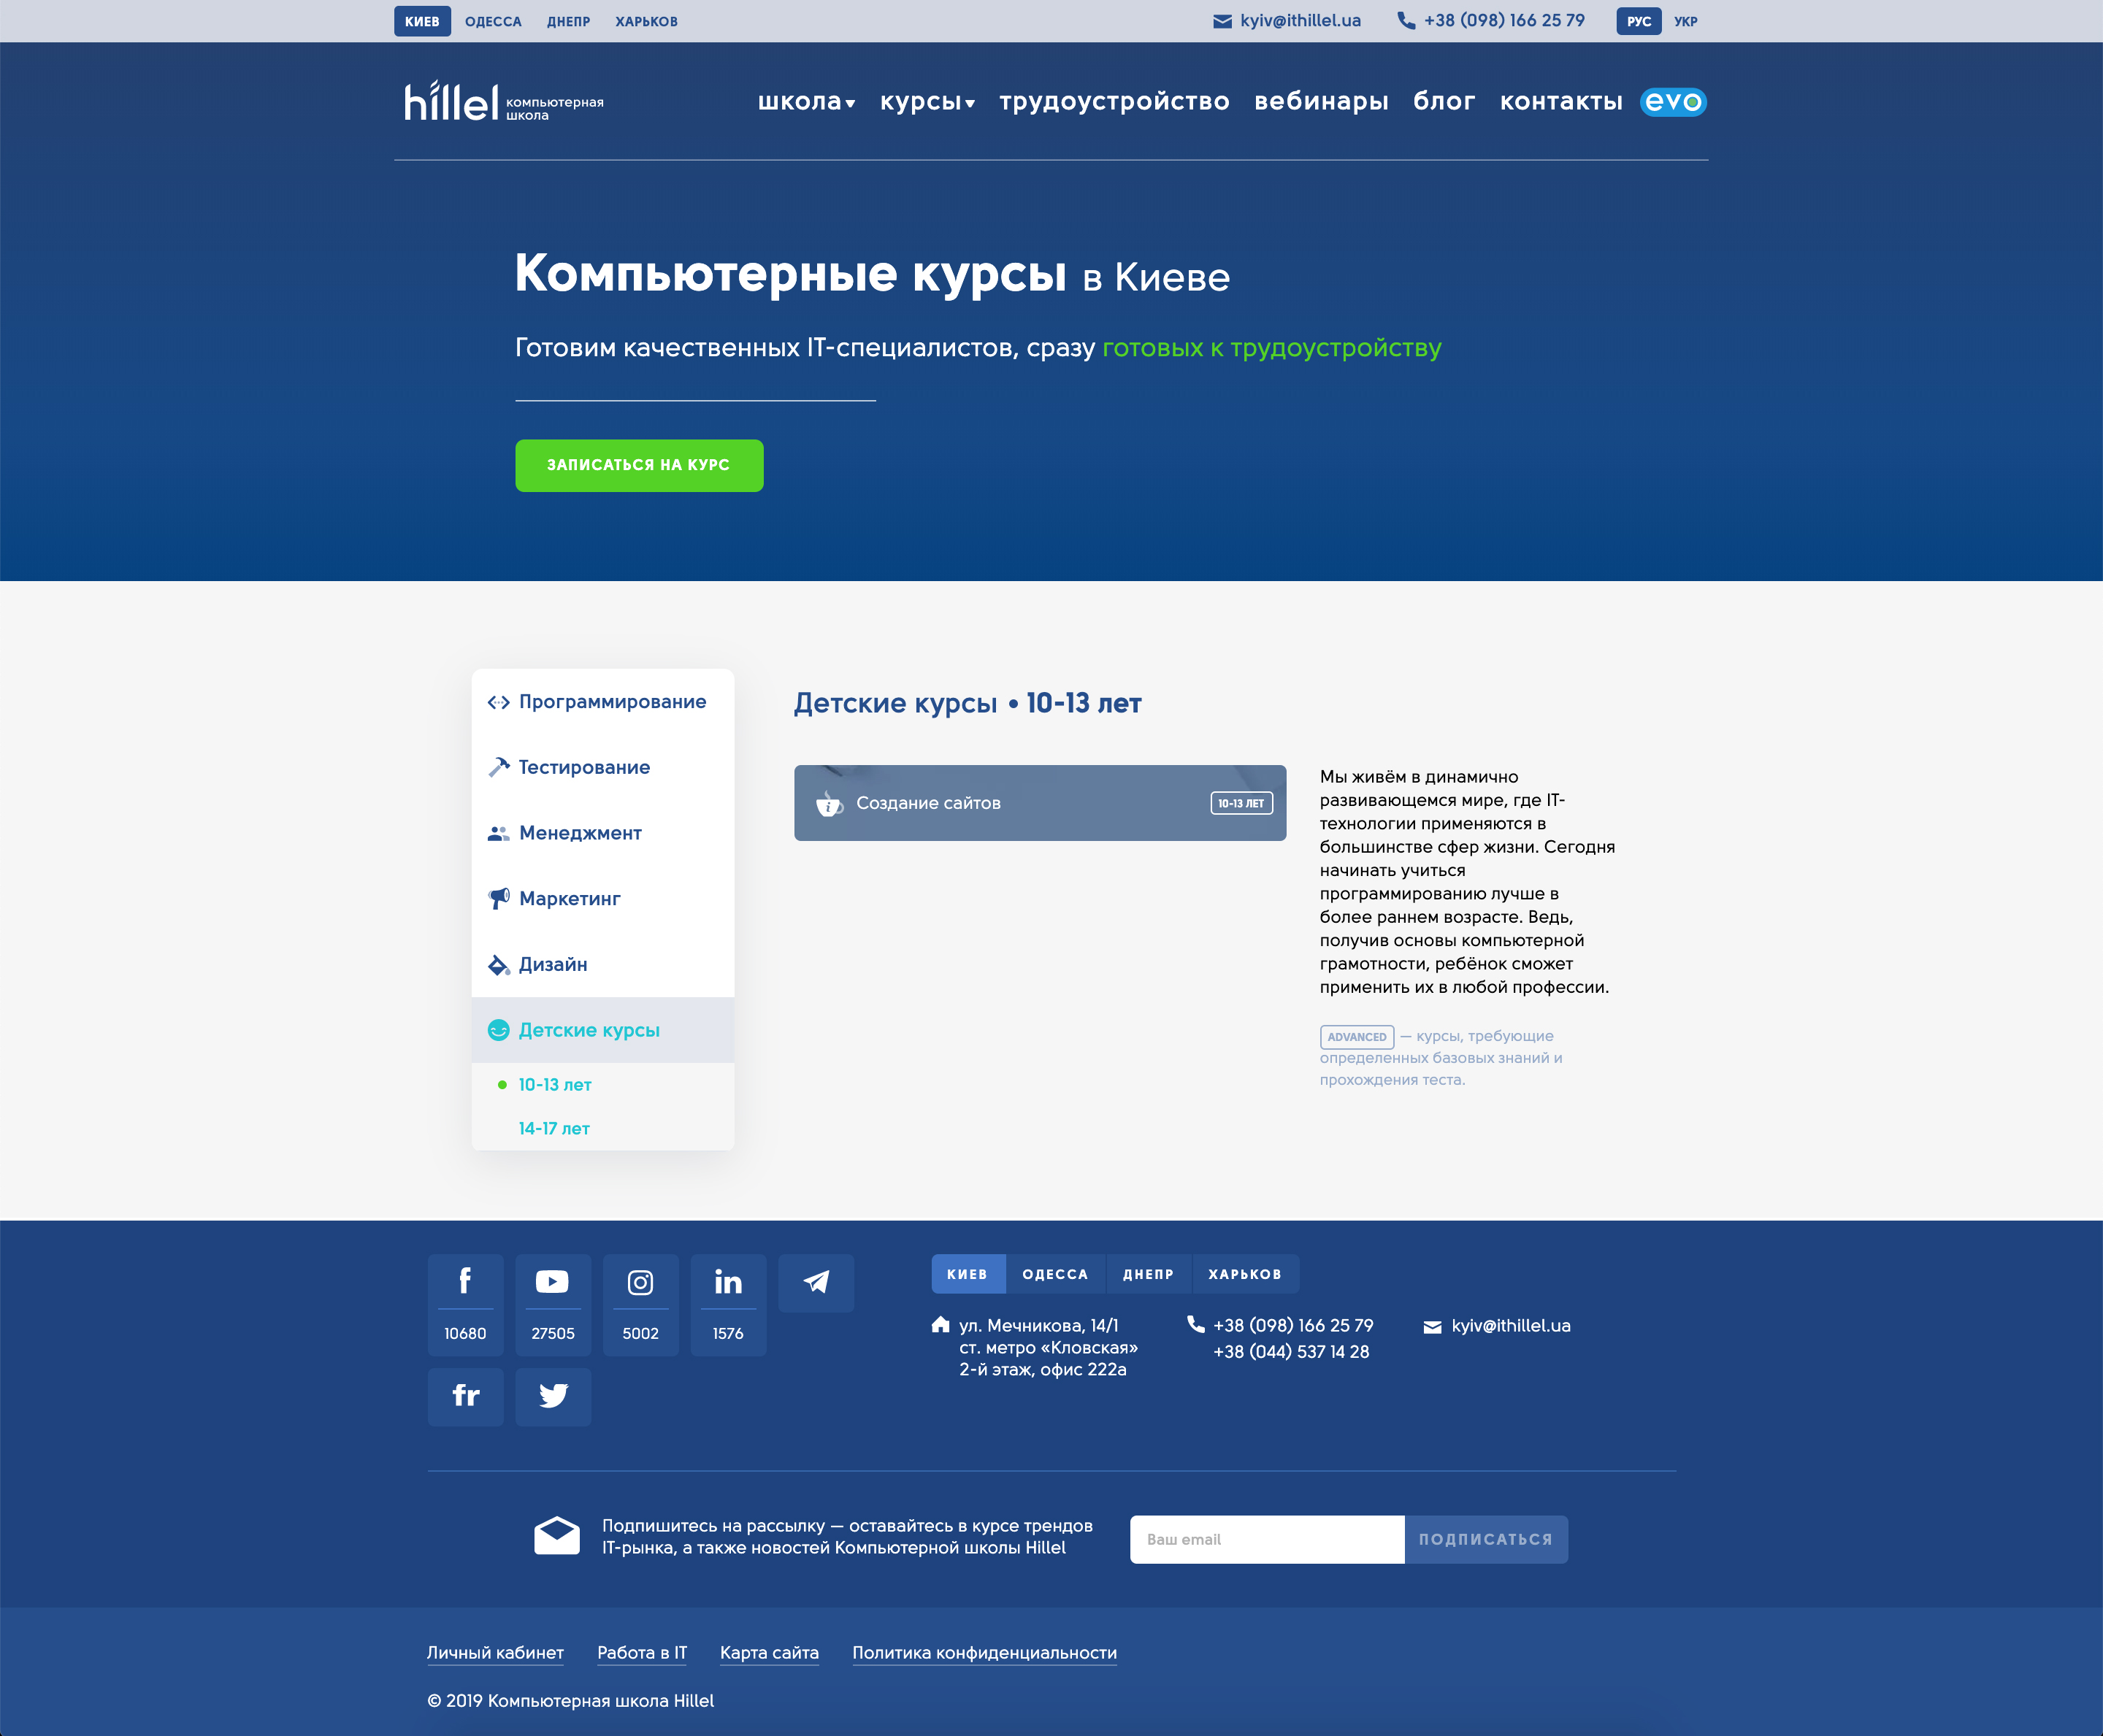 КИЕВ ОДЕССА ДНЕПР ХАРЬКОВ kyiv@ithillel.ua +38 (098) 166 25 79 РУС УКР
hillel компьютерная школа
школа курсы трудоустройство вебинары блог контакты evo
Компьютерные курсы в Киеве
Готовим качественных IT-специалистов, сразу готовых к трудоустройству
ЗАПИСАТЬСЯ НА КУРС
Программирование
Тестирование
Менеджмент
Маркетинг
Дизайн
Детские курсы
10-13 лет
14-17 лет
Детские курсы • 10-13 лет
Создание сайтов 10-13 ЛЕТ
Мы живём в динамично
развивающемся мире, где IT-
технологии применяются в
большинстве сфер жизни. Сегодня
начинать учиться
программированию лучше в
более раннем возрасте. Ведь,
получив основы компьютерной
грамотности, ребёнок сможет
применить их в любой профессии.
ADVANCED — курсы, требующие
определенных базовых знаний и
прохождения теста.
10680 27505 5002 1576
fr
КИЕВ ОДЕССА ДНЕПР ХАРЬКОВ
ул. Мечникова, 14/1
ст. метро «Кловская»
2-й этаж, офис 222а
+38 (098) 166 25 79
+38 (044) 537 14 28
kyiv@ithillel.ua
Подпишитесь на рассылку — оставайтесь в курсе трендов
IT-рынка, а также новостей Компьютерной школы Hillel
Ваш email ПОДПИСАТЬСЯ
Личный кабинет Работа в IT Карта сайта Политика конфиденциальности
© 2019 Компьютерная школа Hillel